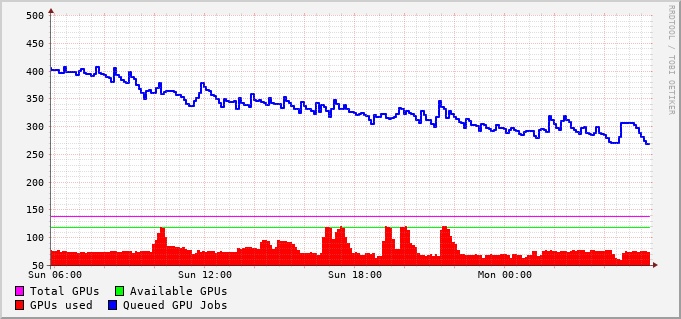 500
450
400
350
300
250
200
150
100
50
Sun 06:00 Sun 12:00 Sun 18:00 Mon 00:00
Total GPUs Available GPUs
GPUs used Queued GPU Jobs
RRDTOOL / TOBI OETIKER